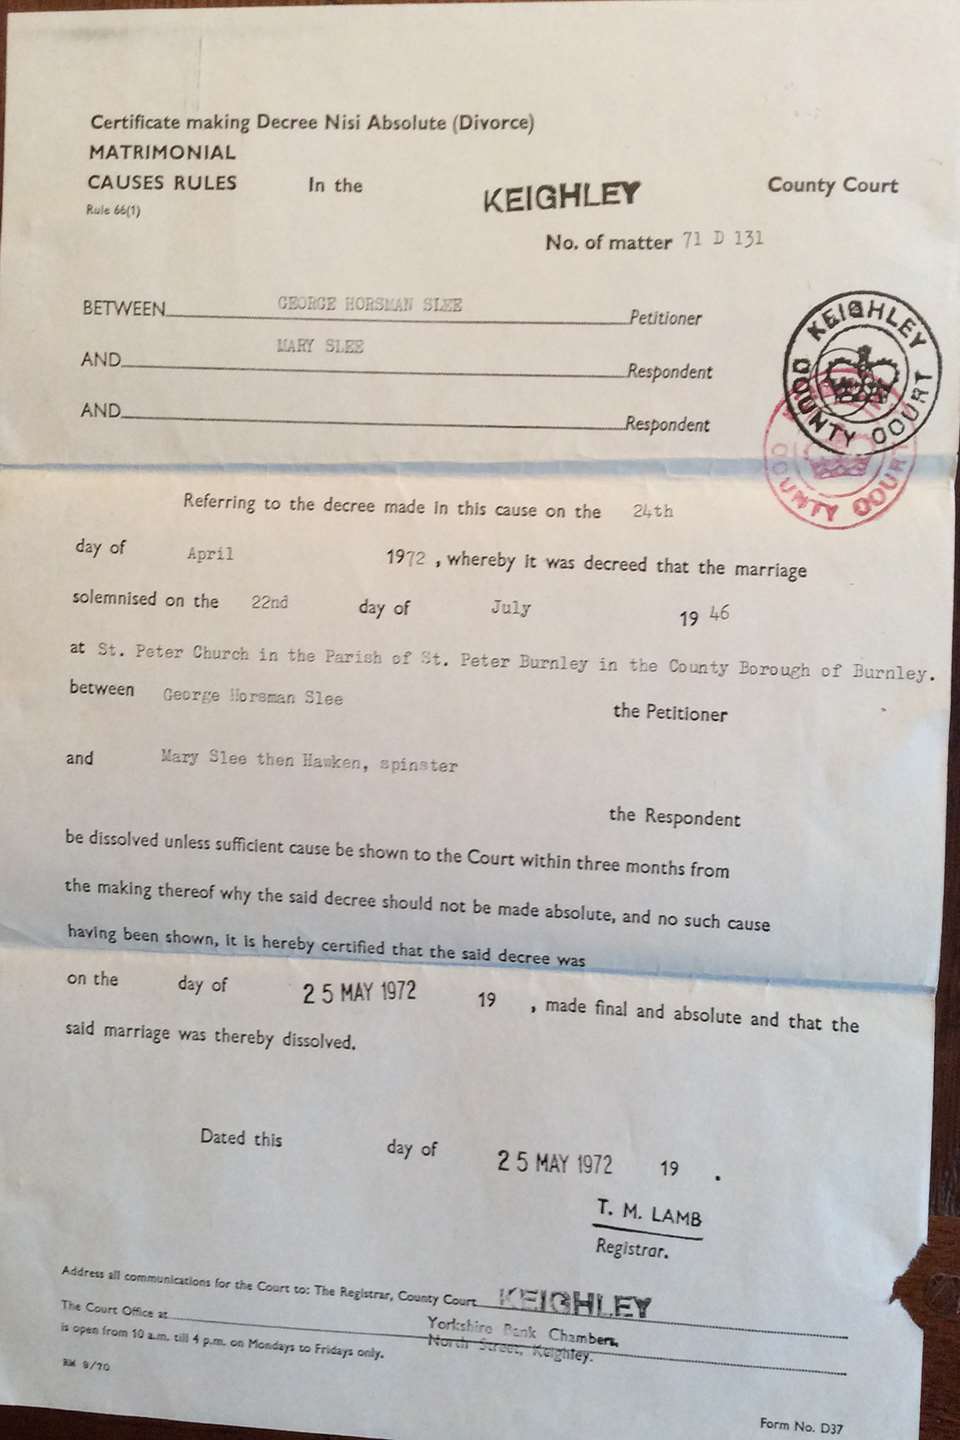 Certificate making Decree Nisi Absolute (Divorce)
MATRIMONIAL
CAUSES RULES In the KEIGHLEY County Court
Rule 66(1)
No. of matter 71 D 131
BETWEEN GEORGE HORSMAN SLEE Petitioner
AND MARY SLEE Respondent
AND Respondent
KEIGHLEY COUNTY COURT
COUNTY COURT
Referring to the decree made in this cause on the 24th
day of April 1972, whereby it was decreed that the marriage
solemnised on the 22nd day of July 19 46
at St. Peter Church in the Parish of St. Peter Burnley in the County Borough of Burnley.
between George Horsman Slee the Petitioner
and Mary Slee then Hawken, spinster
the Respondent
be dissolved unless sufficient cause be shown to the Court within three months from
the making thereof why the said decree should not be made absolute, and no such cause
having been shown, it is hereby certified that the said decree was
on the day of 25 MAY 1972 19 , made final and absolute and that the
said marriage was thereby dissolved.
Dated this day of 25 MAY 1972 19 .
T. M. LAMB
Registrar.
Address all communications for the Court to: The Registrar, County Court KEIGHLEY
The Court Office at Yorkshire Bank Chambers,
North Street, Keighley.
is open from 10 a.m. till 4 p.m. on Mondays to Fridays only.
RM 9/70
Form No. D37